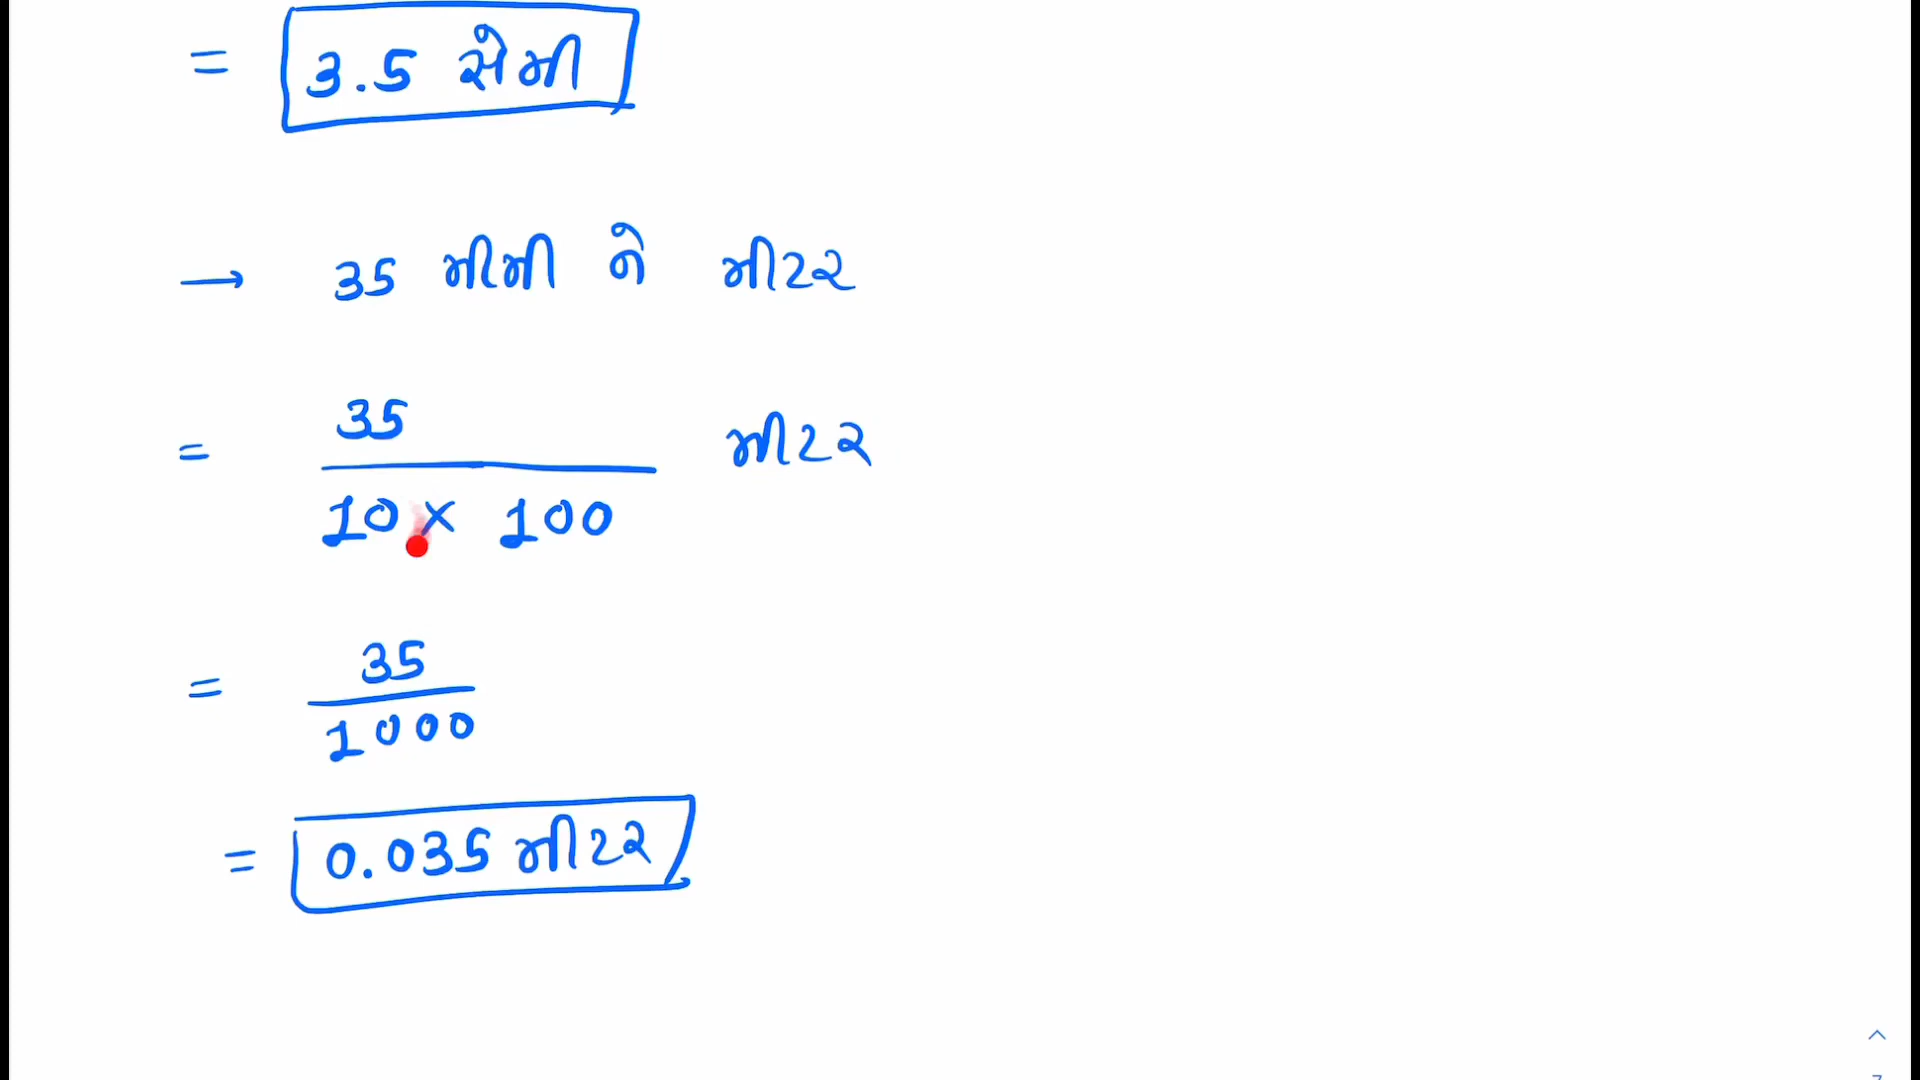 = 3.5 સેમી
→ 35 મીમી ને મીટર
= 35 / 10 × 100 મીટર
= 35 / 1000
= 0.035 મીટર